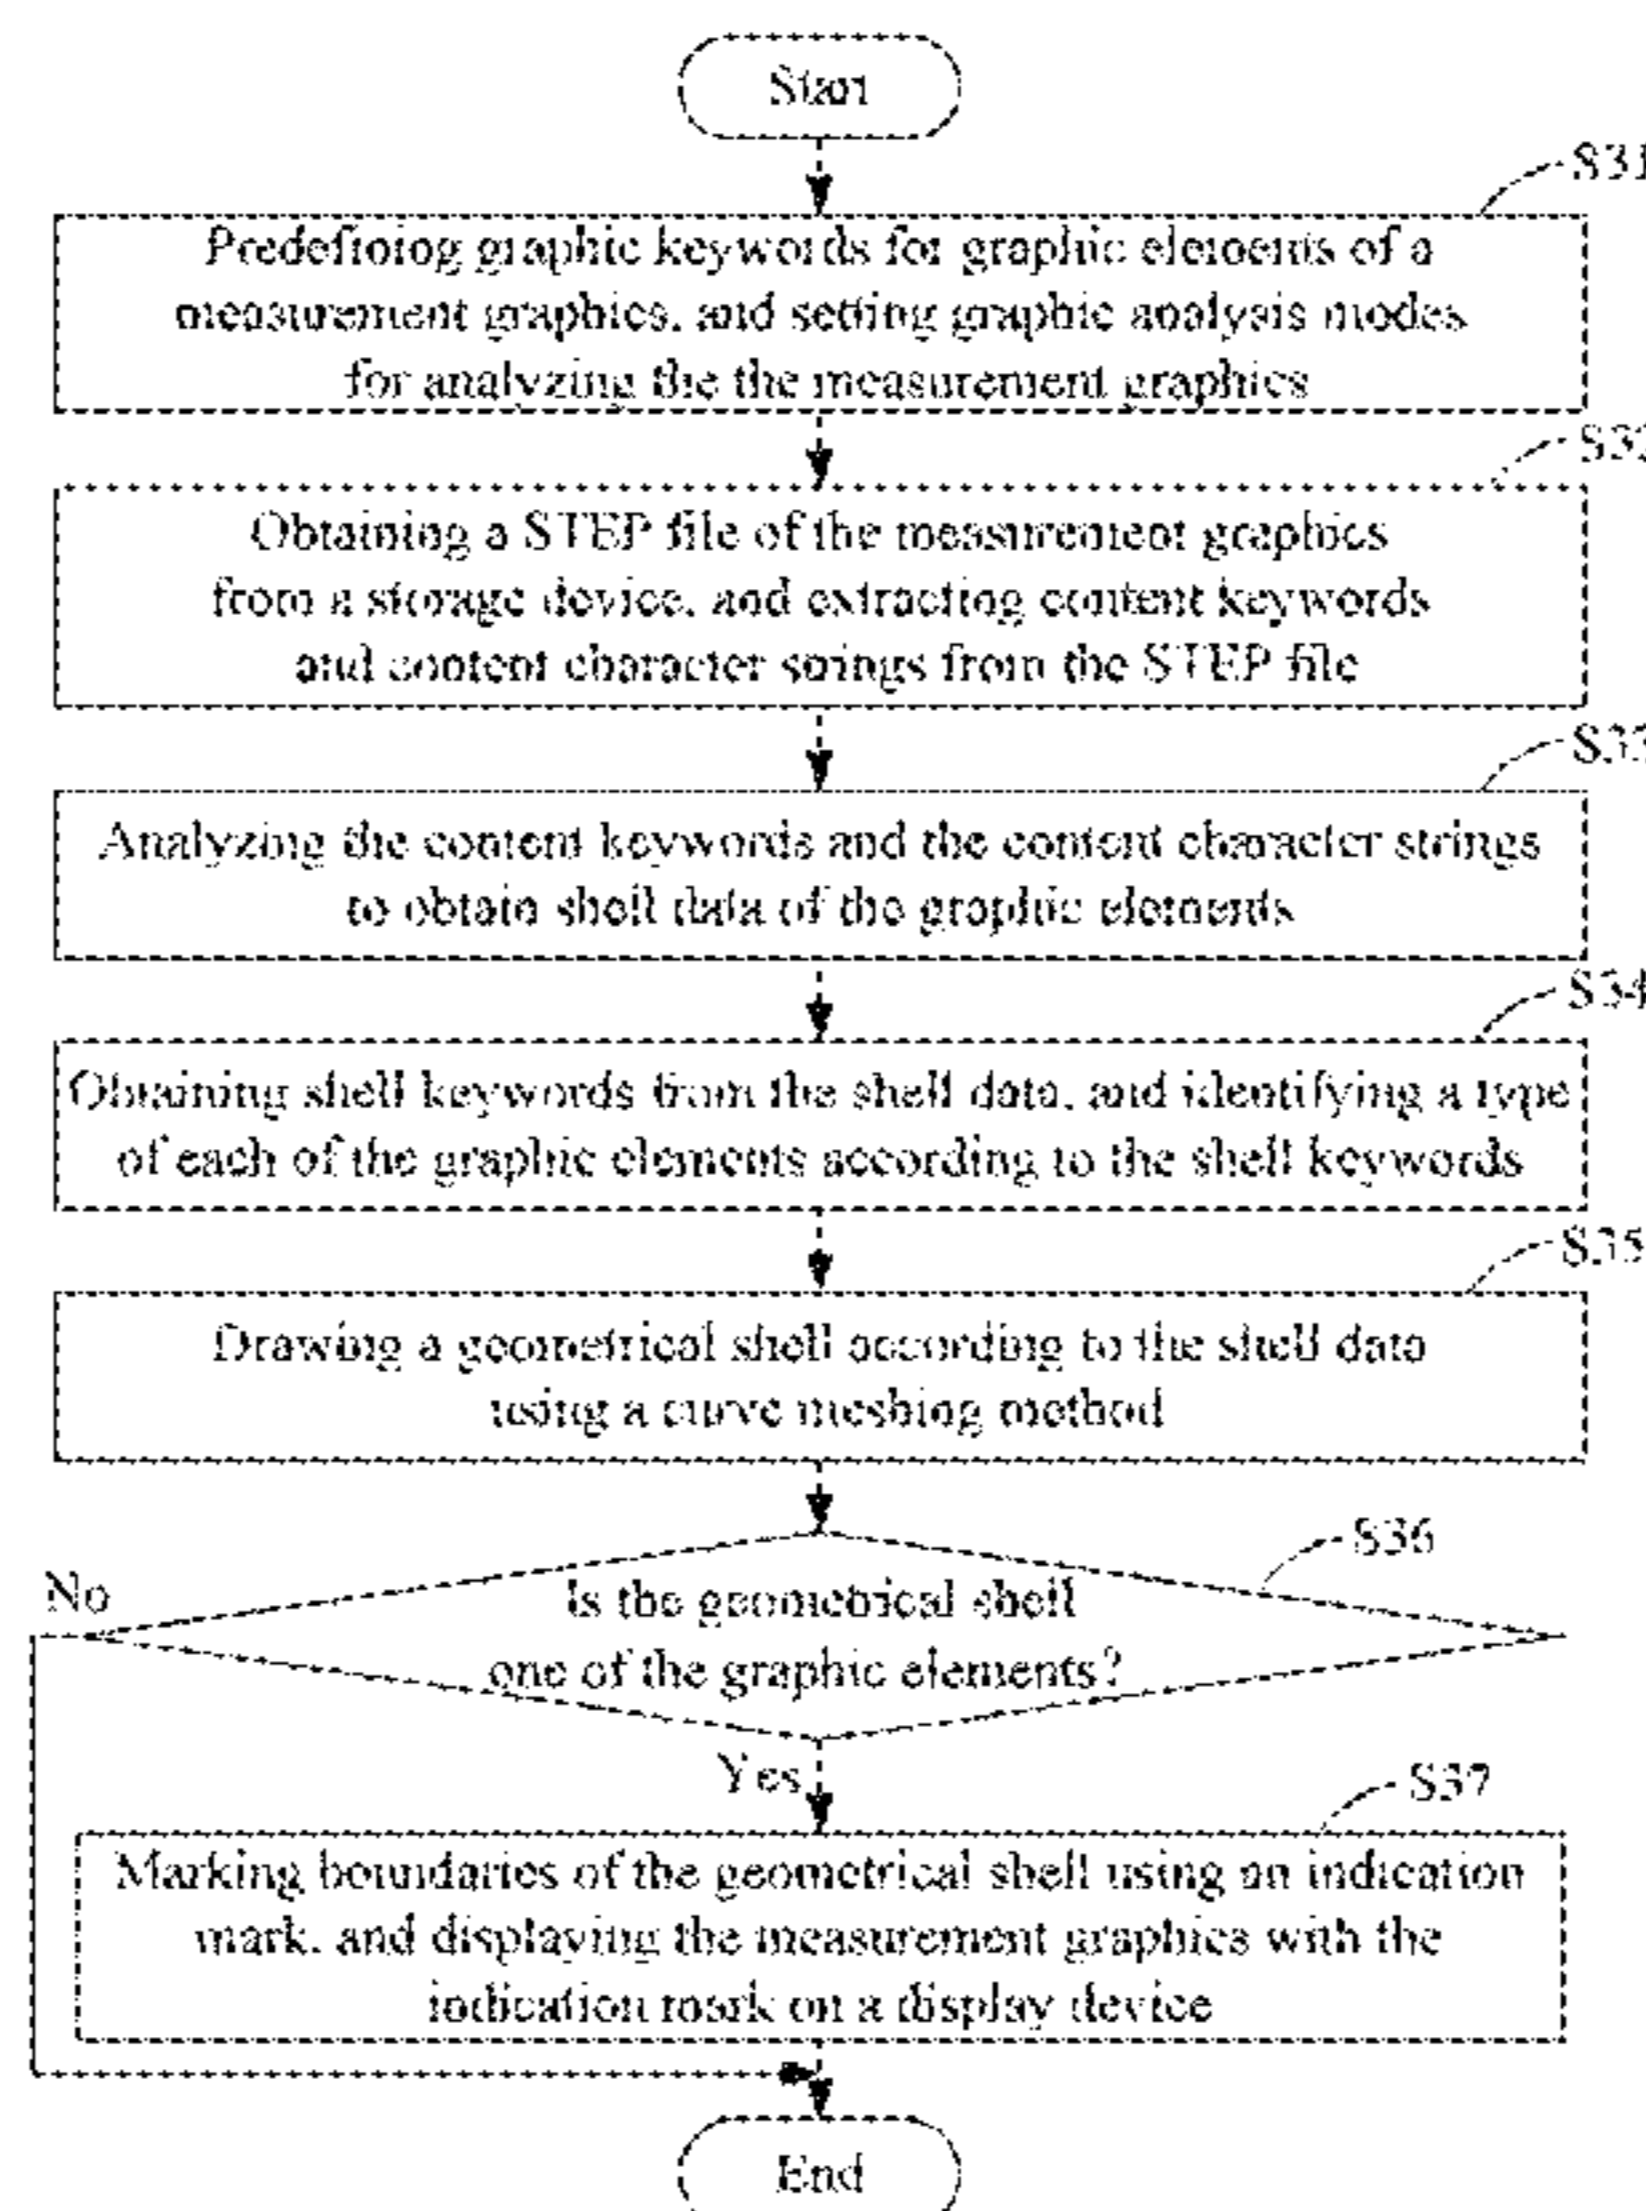 Start
S31
Predefining graphic keywords for graphic elements of a
measurement graphics, and setting graphic analysis modes
for analyzing the the measurement graphics
S32
Obtaining a STEP file of the measurement graphics
from a storage device, and extracting content keywords
and content character strings from the STEP file
S33
Analyzing the content keywords and the content character strings
to obtain shell data of the graphic elements
S34
Obtaining shell keywords from the shell data, and identifying a type
of each of the graphic elements according to the shell keywords
S35
Drawing a geometrical shell according to the shell data
using a curve meshing method
S36
No
Is the geometrical shell
one of the graphic elements?
Yes
S37
Marking boundaries of the geometrical shell using an indication
mark, and displaying the measurement graphics with the
indication mark on a display device
End